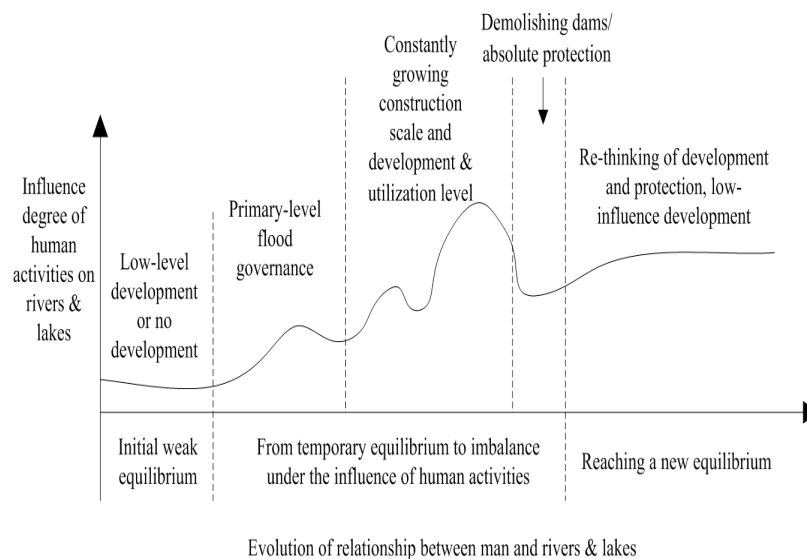 Demolishing dams/
absolute protection
Constantly
growing
construction
scale and
development &
utilization level
Re-thinking of development
and protection, low-
influence development
Influence
degree of
human
activities on
rivers &
lakes
Primary-level
flood
governance
Low-level
development
or no
development
Initial weak
equilibrium
From temporary equilibrium to imbalance
under the influence of human activities
Reaching a new equilibrium
Evolution of relationship between man and rivers & lakes